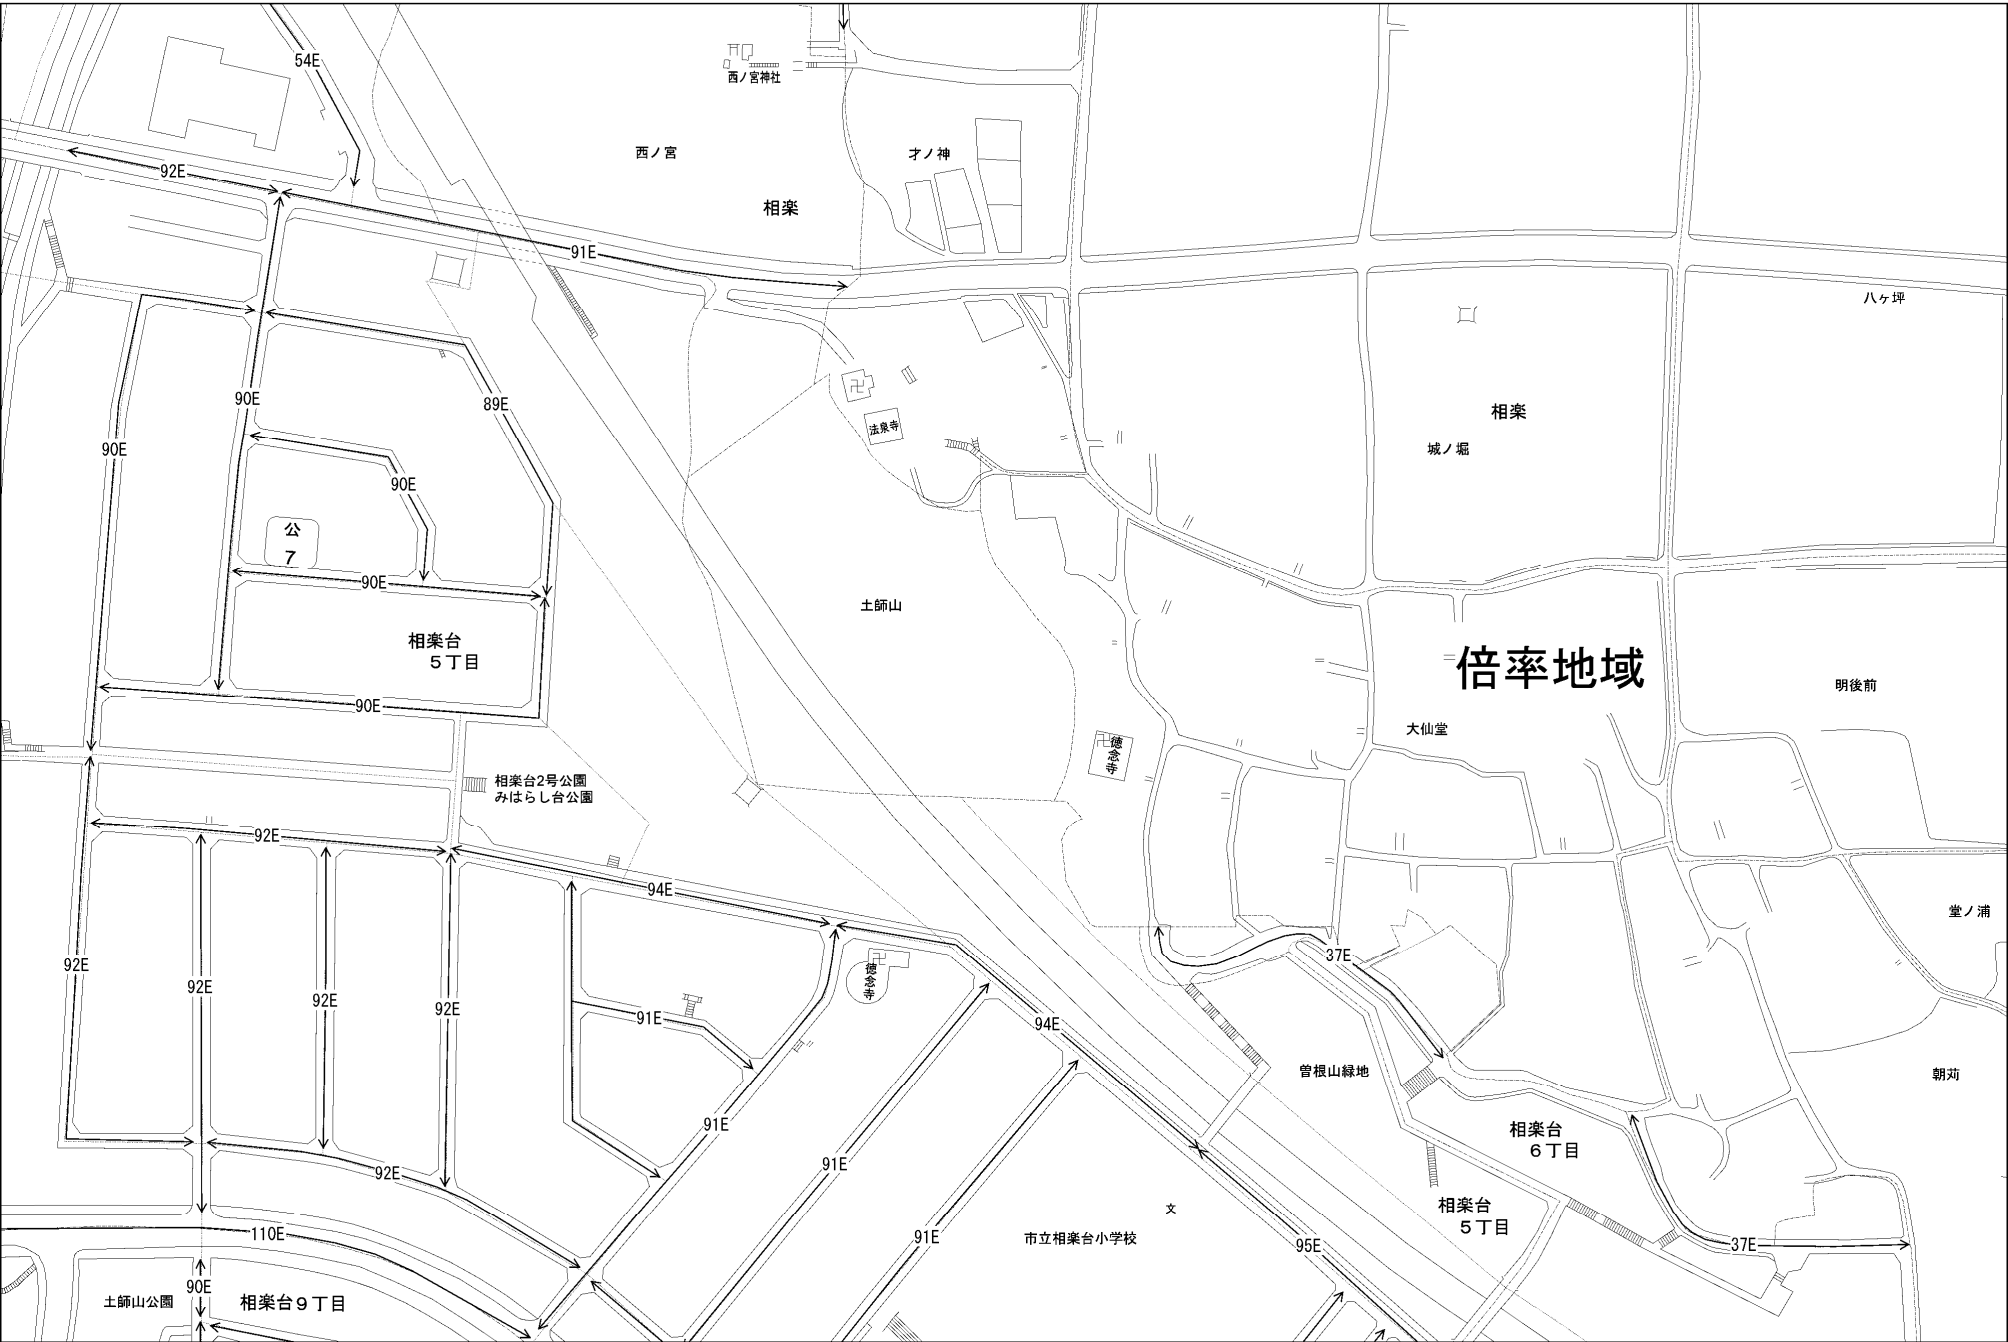 54E
西ノ宮神社
92E
西ノ宮
才ノ神
相楽
91E
八ヶ坪
90E
89E
相楽
法泉寺
城ノ堀
90E
90E
公
7
90E
土師山
相楽台
5丁目
倍率地域
90E
明後前
大仙堂
徳念寺
相楽台2号公園
みはらし台公園
92E
94E
堂ノ浦
92E
92E
92E
92E
徳念寺
37E
91E
94E
曽根山緑地
朝苅
91E
91E
92E
相楽台
6丁目
文
相楽台
5丁目
110E
91E
市立相楽台小学校
95E
37E
90E
土師山公園
相楽台9丁目